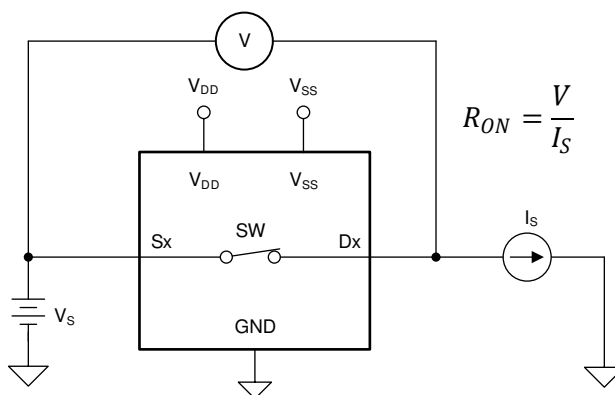 V
V_DD
V_SS
R_ON = V/I_S
V_DD
V_SS
Sx
SW
Dx
I_S
V_S
GND